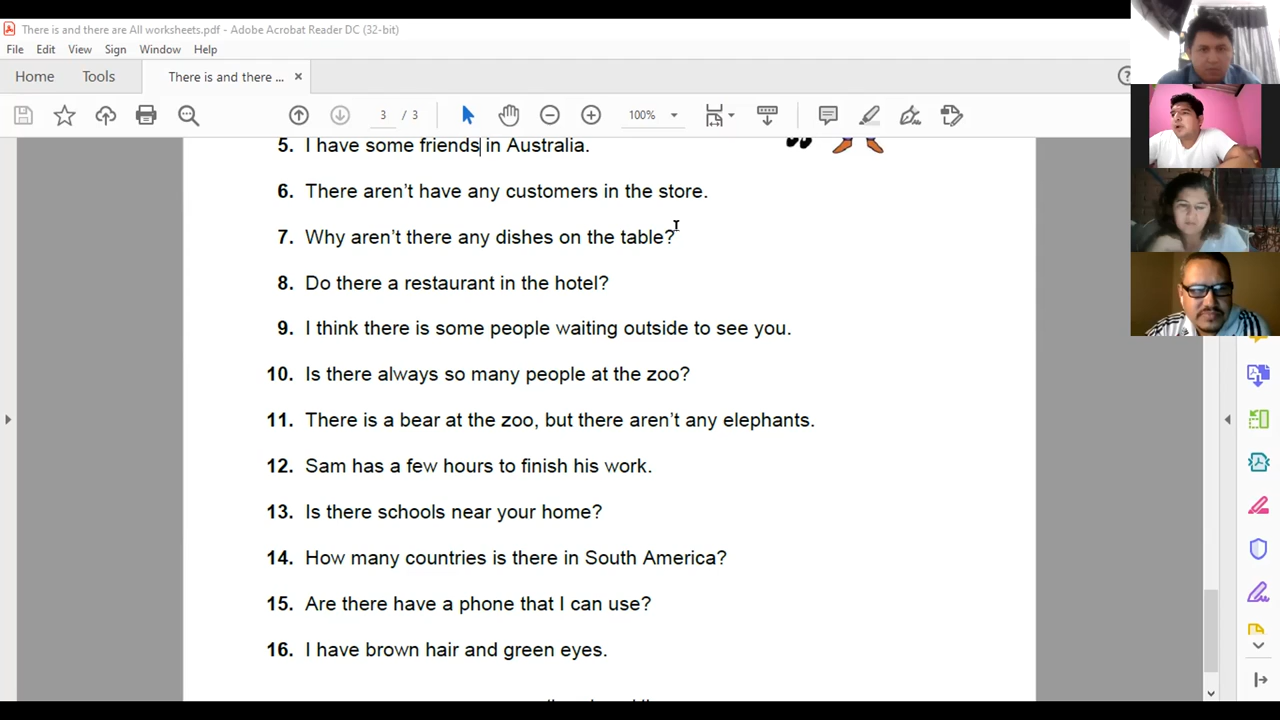 There is and there are All worksheets.pdf - Adobe Acrobat Reader DC (32-bit)
File Edit View Sign Window Help
Home Tools There is and there ... ×
3 / 3 100%
5. I have some friends in Australia.
6. There aren't have any customers in the store.
7. Why aren't there any dishes on the table?
8. Do there a restaurant in the hotel?
9. I think there is some people waiting outside to see you.
10. Is there always so many people at the zoo?
11. There is a bear at the zoo, but there aren't any elephants.
12. Sam has a few hours to finish his work.
13. Is there schools near your home?
14. How many countries is there in South America?
15. Are there have a phone that I can use?
16. I have brown hair and green eyes.